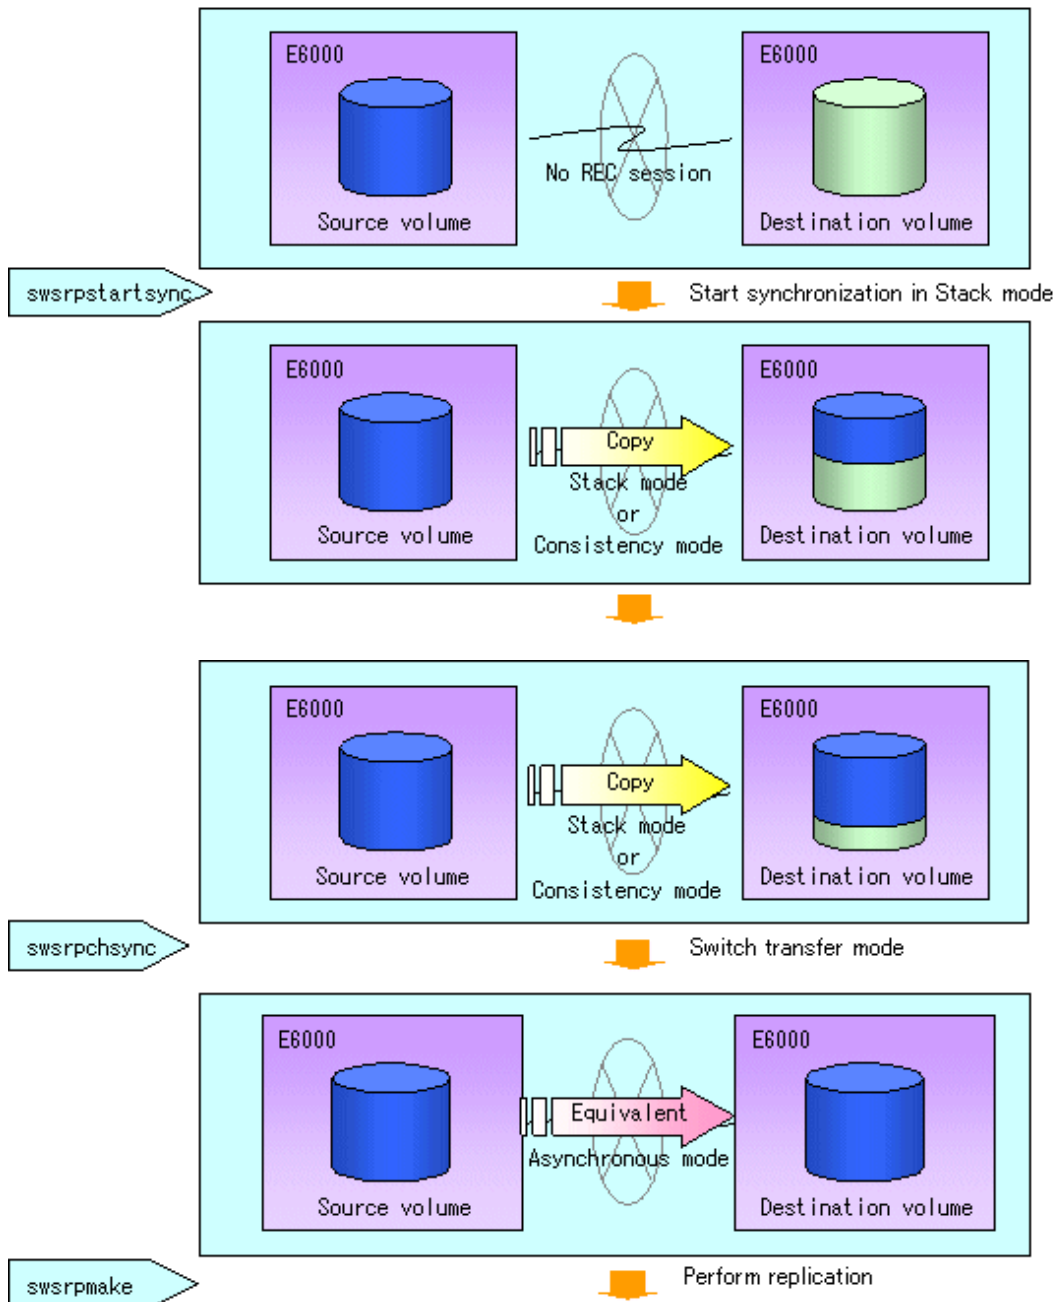 E6000
E6000
No REC session
Source volume
Destination volume
swsrpstartsync
Start synchronization in Stack mode
E6000
E6000
Copy
Stack mode
or
Source volume
Consistency mode
Destination volume
E6000
E6000
Copy
Stack mode
or
Source volume
Consistency mode
Destination volume
swsrpchsync
Switch transfer mode
E6000
E6000
Equivalent
Asynchronous mode
Source volume
Destination volume
swsrpmake
Perform replication